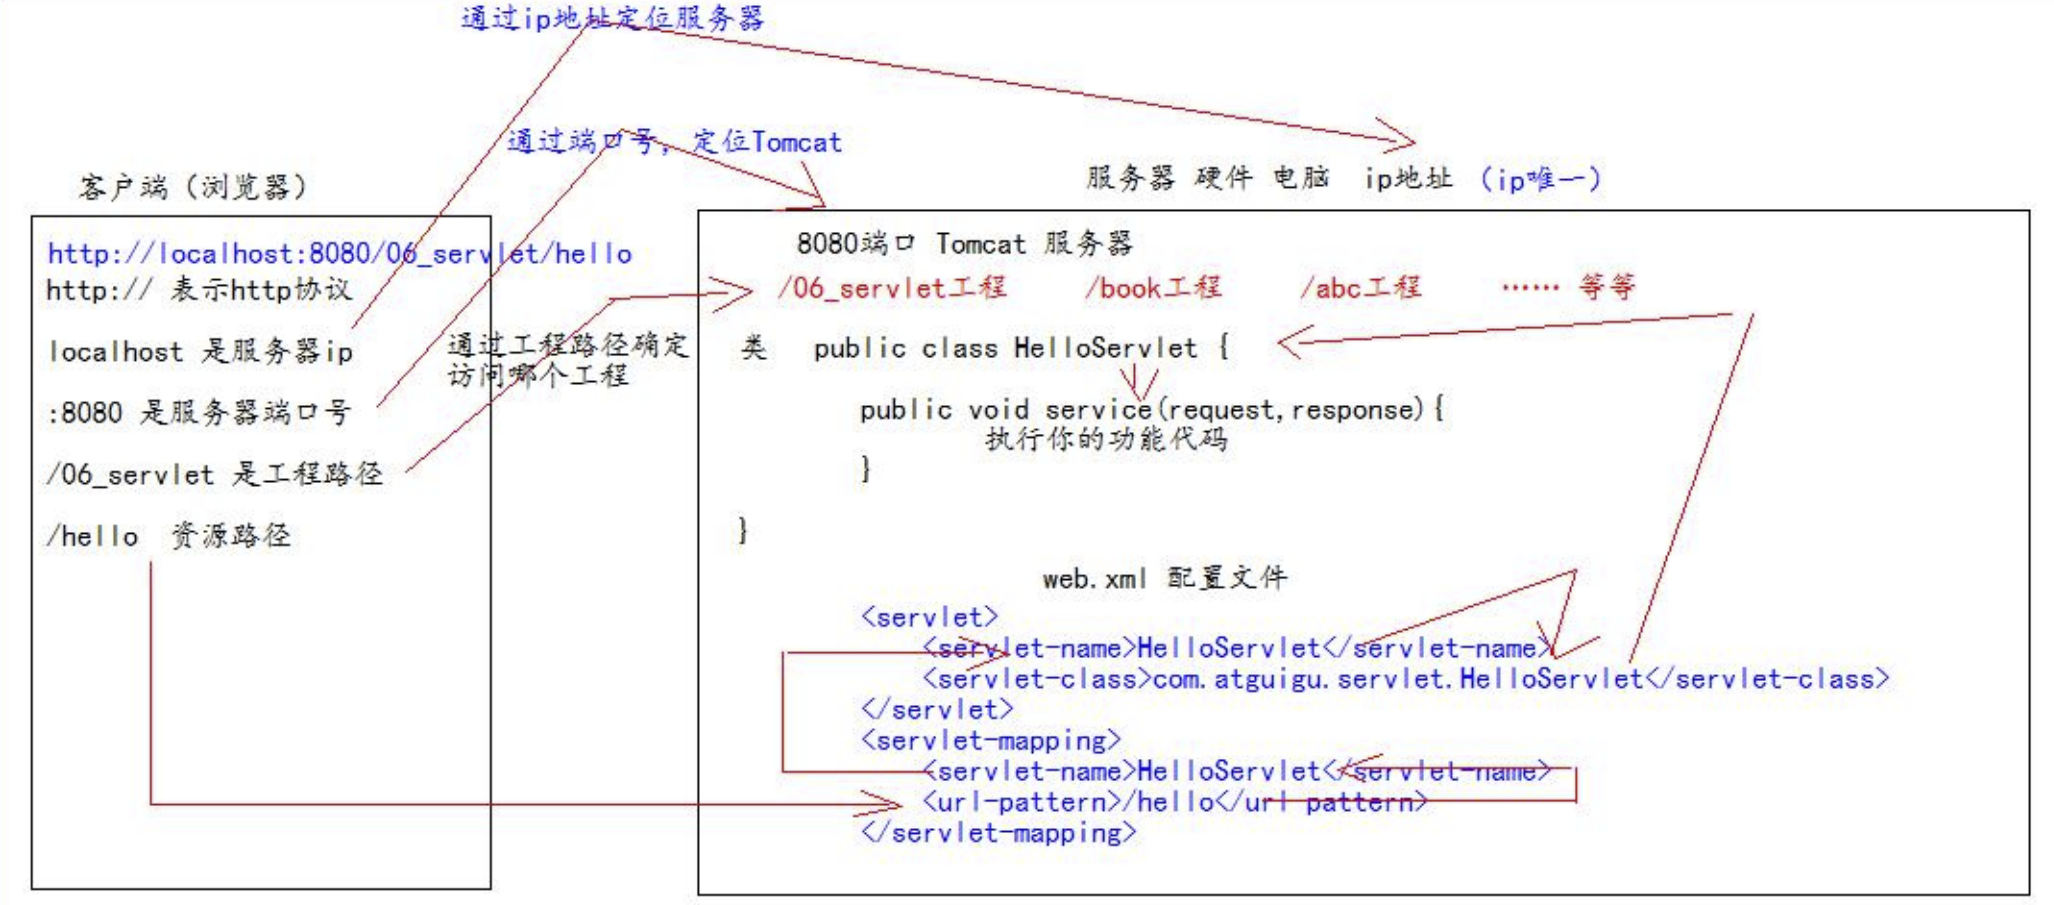 通过ip地址定位服务器
通过端口号，定位Tomcat
客户端（浏览器）
服务器 硬件 电脑 ip地址 （ip唯一）
http://localhost:8080/06_servlet/hello
http:// 表示http协议
localhost 是服务器ip
:8080 是服务器端口号
/06_servlet 是工程路径
/hello 资源路径
通过工程路径确定
访问哪个工程
8080端口 Tomcat 服务器
/06_servlet工程 /book工程 /abc工程 …… 等等
类 public class HelloServlet {
public void service(request,response){
执行你的功能代码
}
}
web.xml 配置文件
<servlet>
<servlet-name>HelloServlet</servlet-name>
<servlet-class>com.atguigu.servlet.HelloServlet</servlet-class>
</servlet>
<servlet-mapping>
<servlet-name>HelloServlet</servlet-name>
<url-pattern>/hello</url-pattern>
</servlet-mapping>